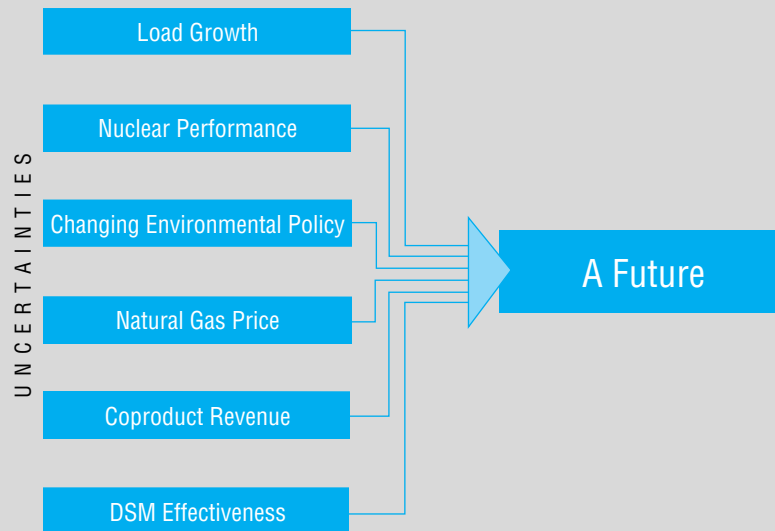 UNCERTAINTIES
Load Growth
Nuclear Performance
Changing Environmental Policy
Natural Gas Price
Coproduct Revenue
DSM Effectiveness
A Future